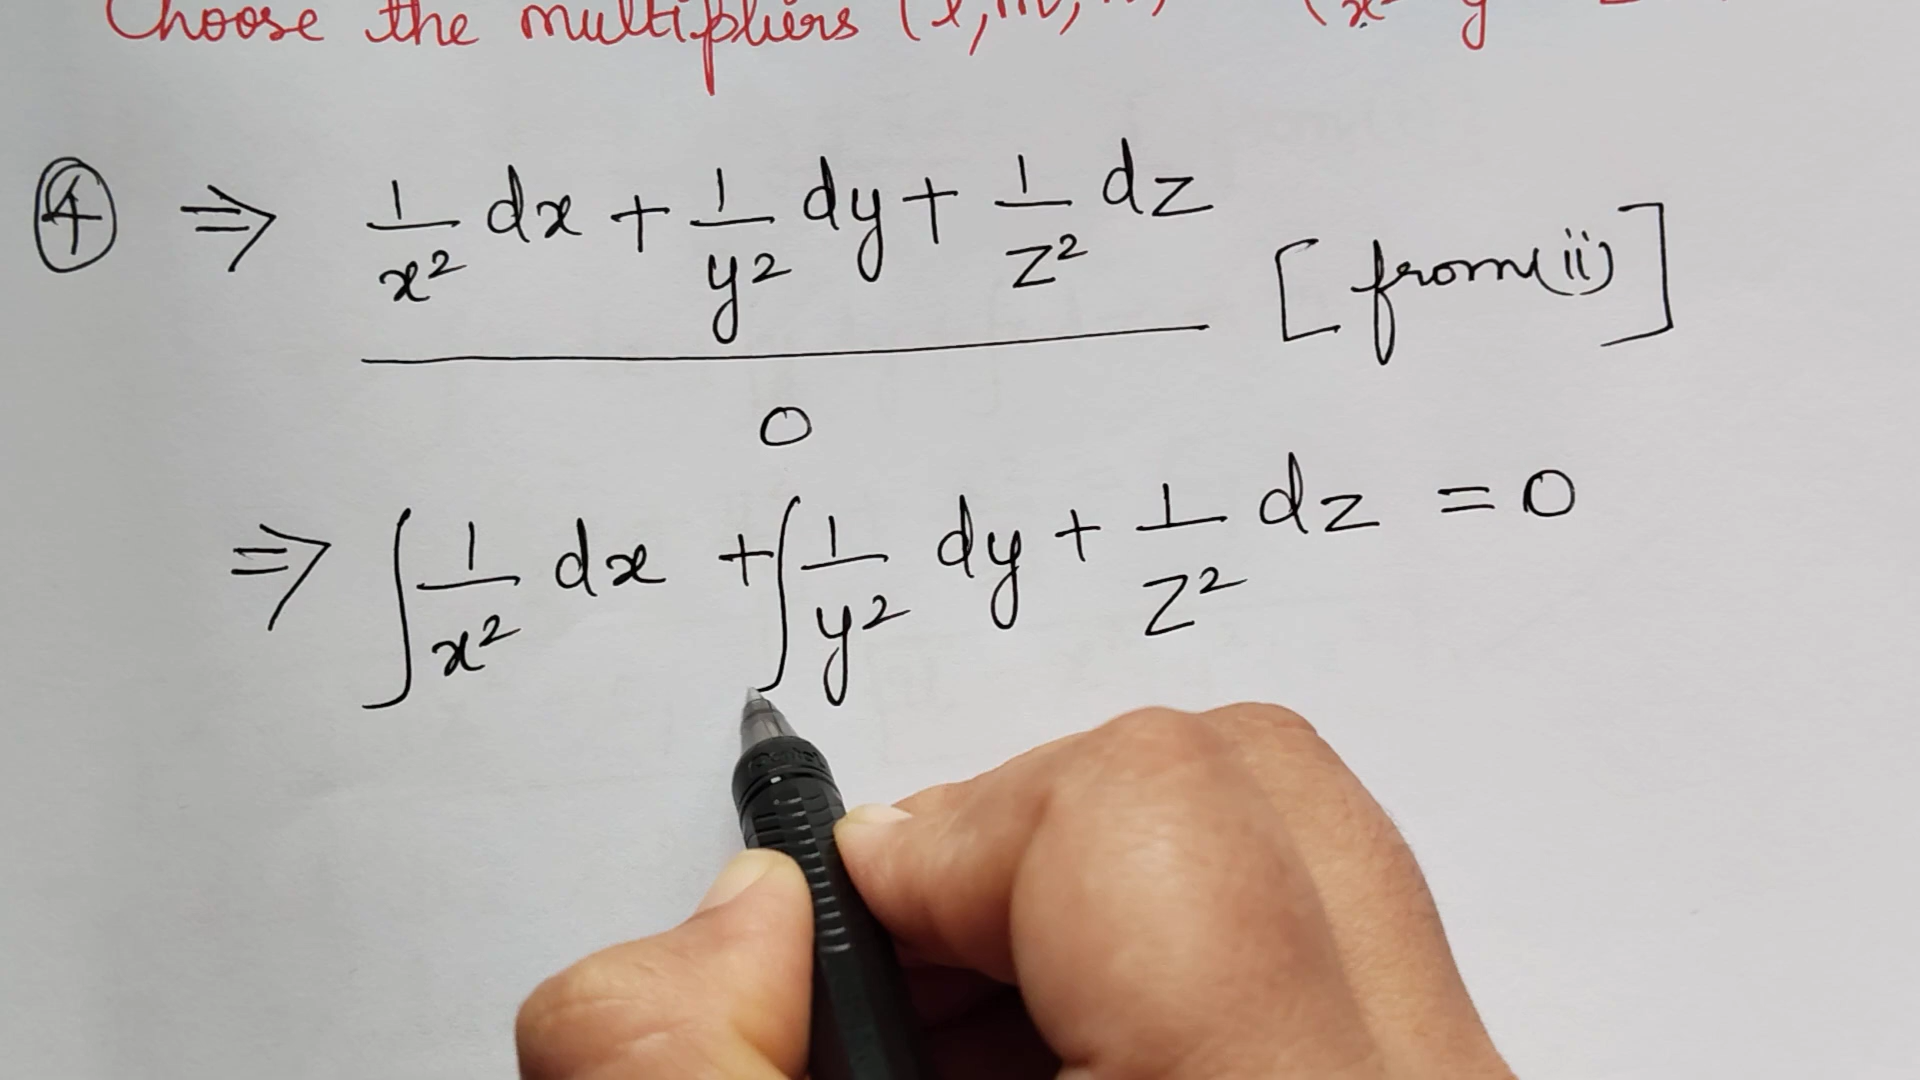 Choose the multipliers (l, m, n) (x y
④ ⇒ 1/x² dx + 1/y² dy + 1/z² dz [from (ii)]
0
⇒ ∫ 1/x² dx + ∫ 1/y² dy + 1/z² dz = 0